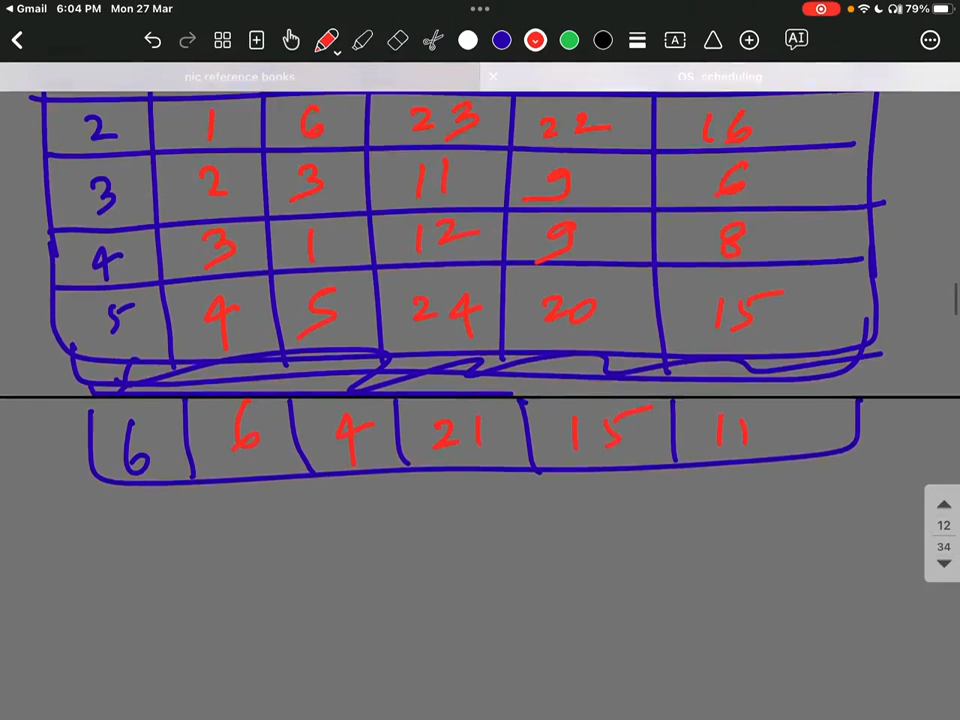 Gmail 6:04 PM Mon 27 Mar 79%
AI
nic reference books OS_scheduling
2 1 6 23 22 16
3 2 3 11 9 6
4 3 1 12 9 8
5 4 5 24 20 15
6 6 4 21 15 11
12
34